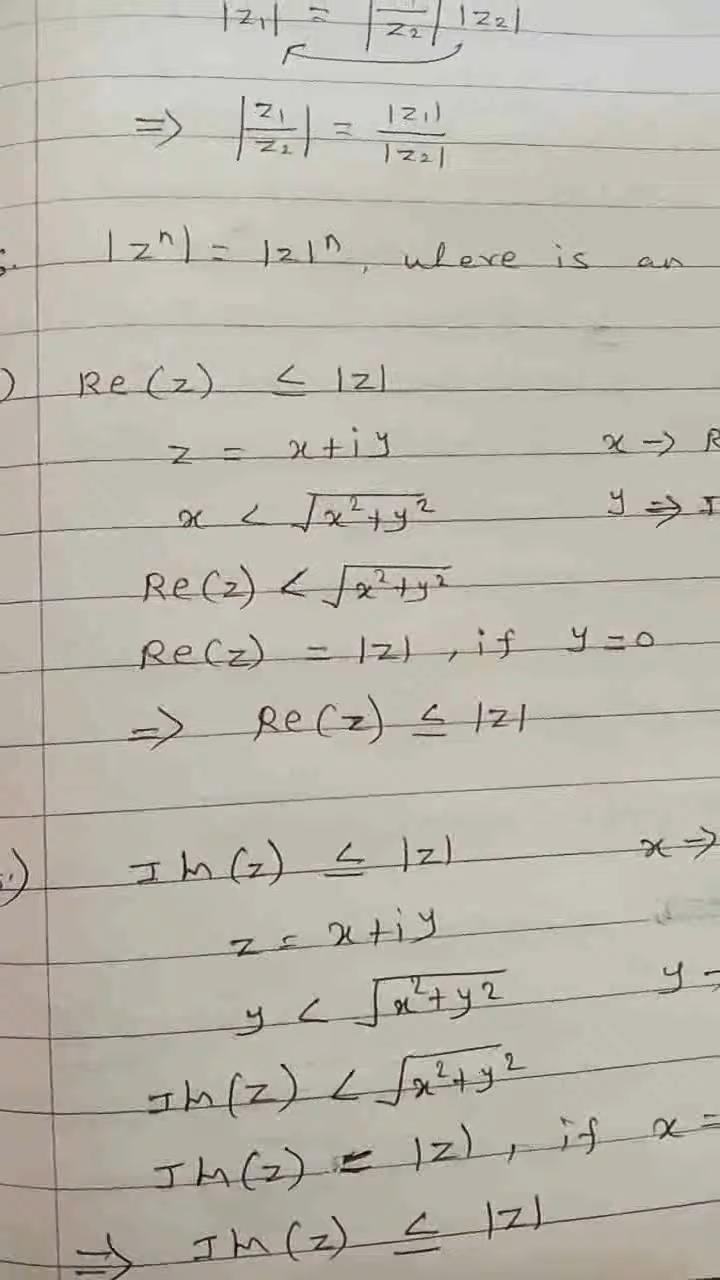 |z₁| = |z₁/z₂| |z₂|
⇒ |z₁/z₂| = |z₁|/|z₂|
|zⁿ| = |z|ⁿ, where is an
) Re(z) ≤ |z|
z = x+iy x → R
x < √(x²+y²) y ⇒ I
Re(z) < √(x²+y²)
Re(z) = |z|, if y=0
⇒ Re(z) ≤ |z|
.) Im(z) ≤ |z| x ⇒
z = x+iy
y < √(x²+y²) y →
Im(z) < √(x²+y²)
Im(z) = |z|, if x =
⇒ Im(z) ≤ |z|